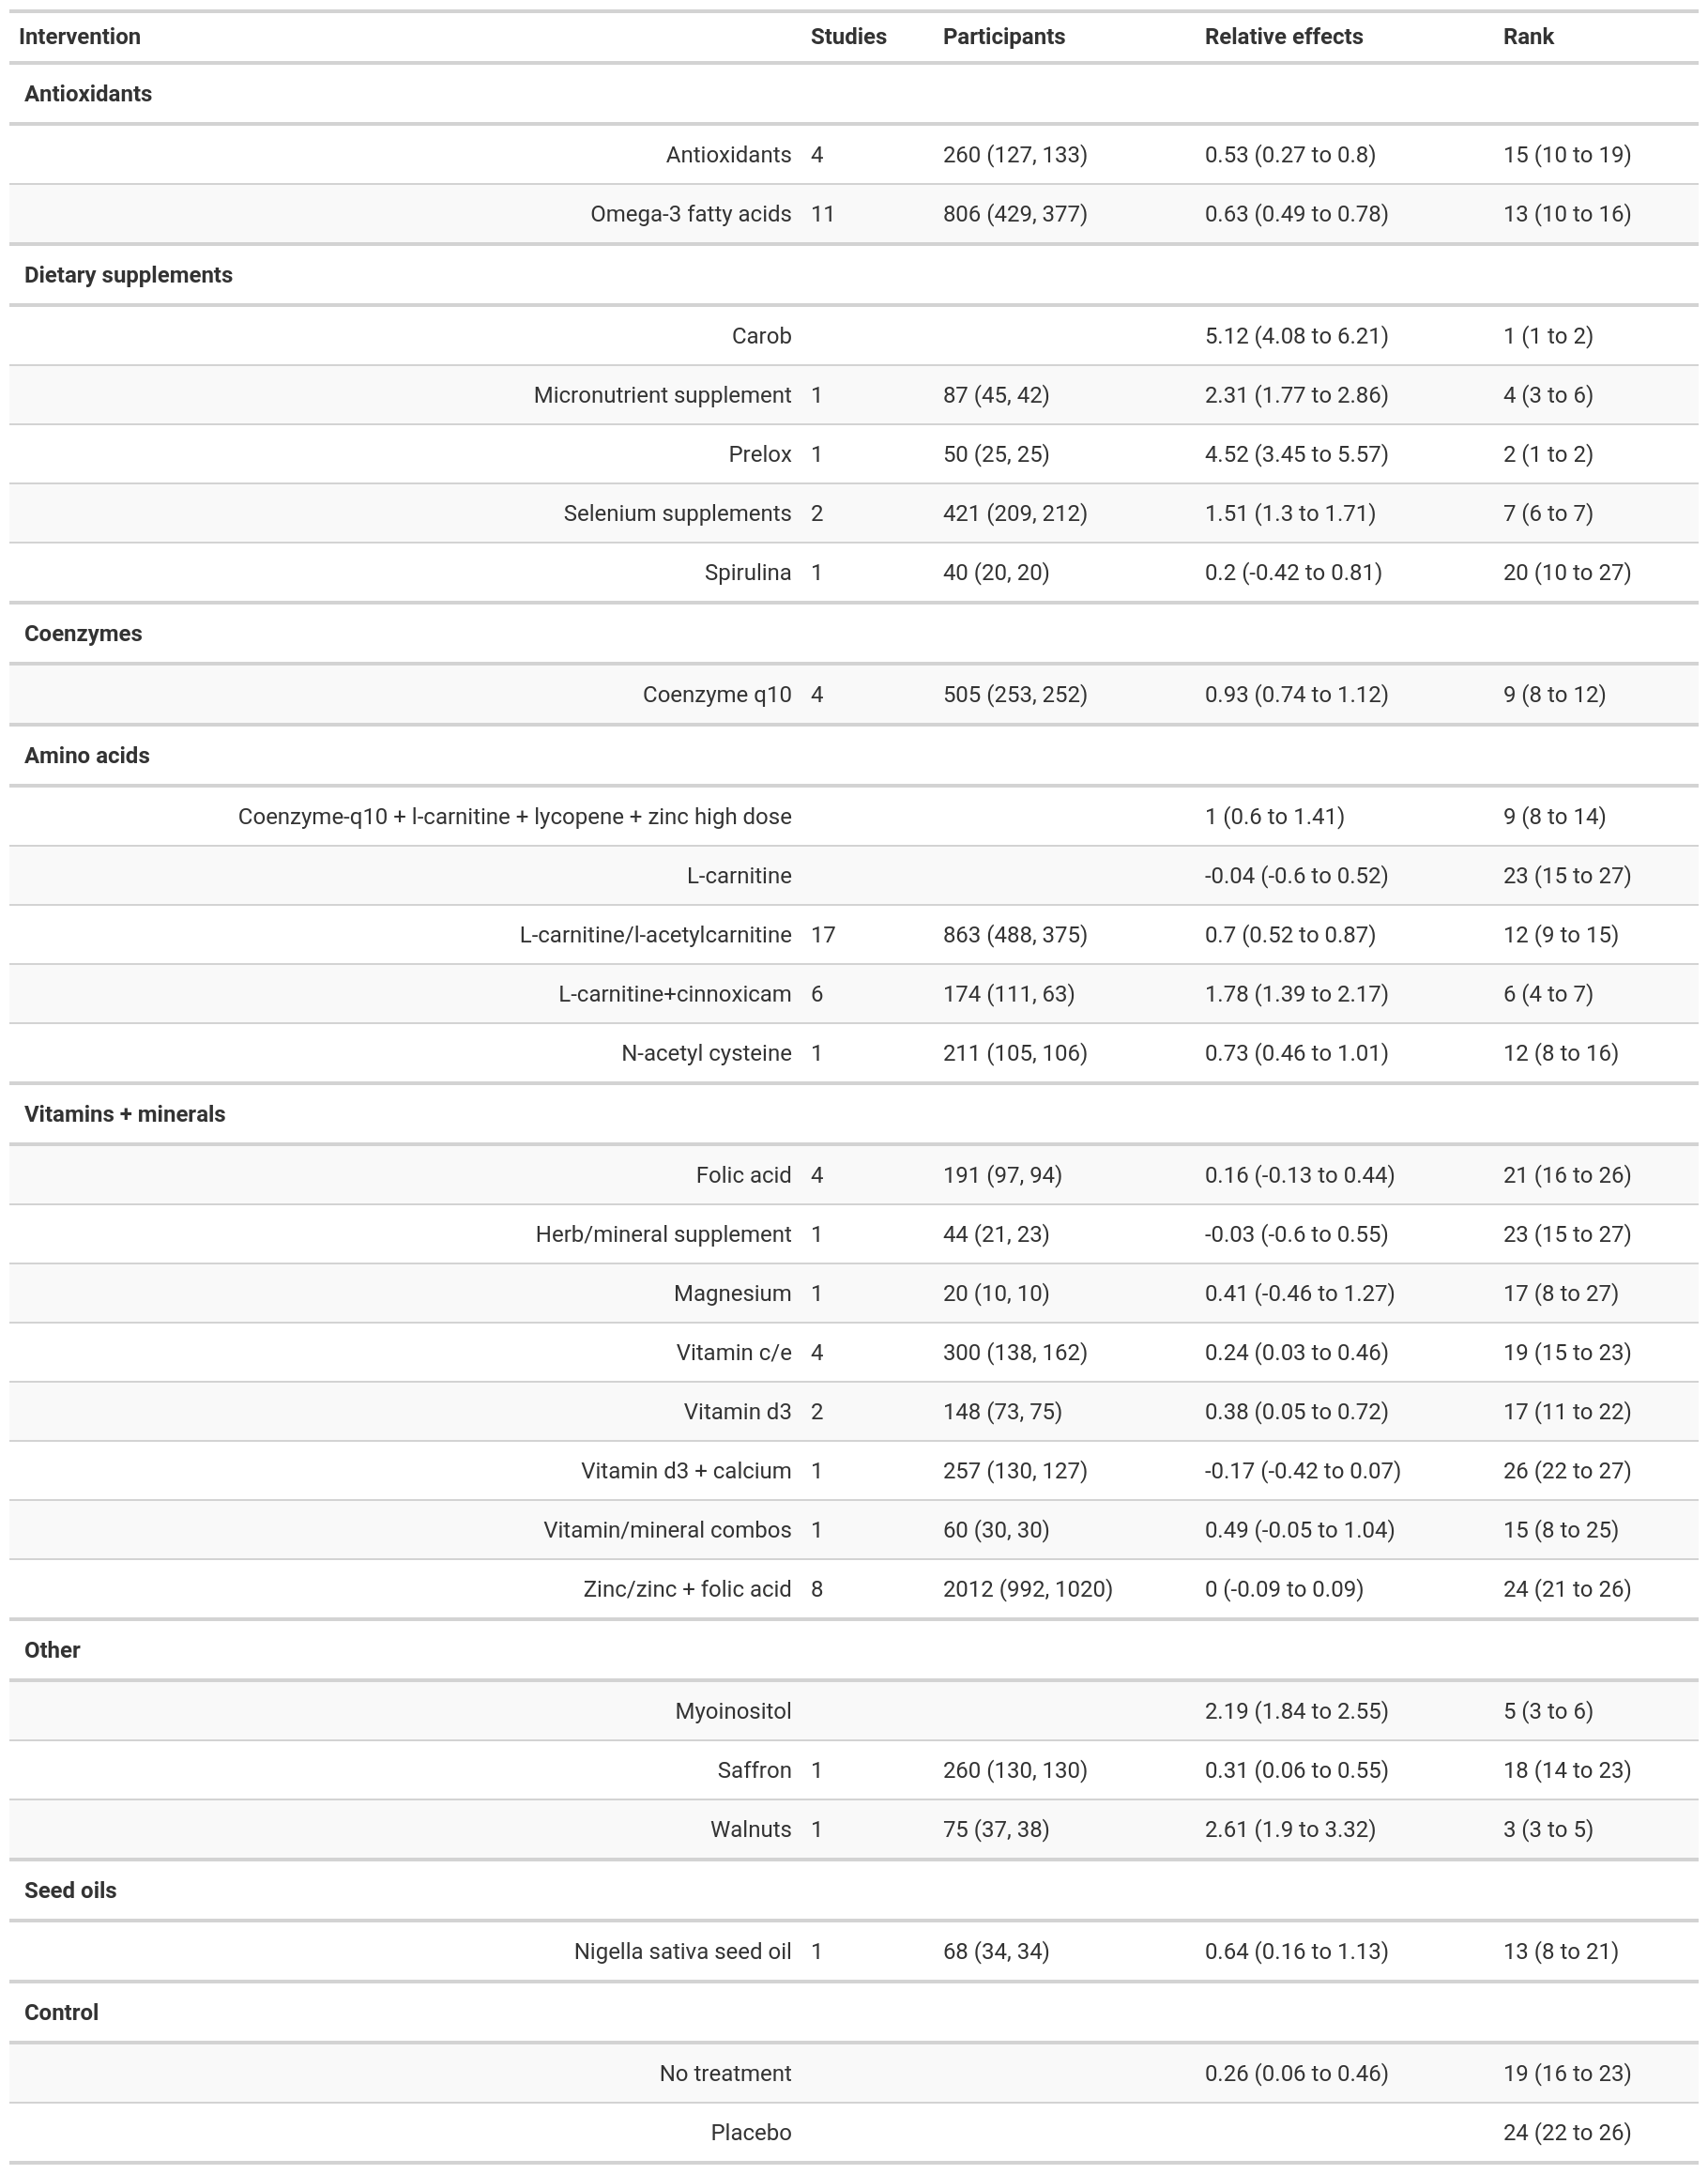 Intervention Studies Participants Relative effects Rank
Antioxidants
Antioxidants 4 260 (127, 133) 0.53 (0.27 to 0.8) 15 (10 to 19)
Omega-3 fatty acids 11 806 (429, 377) 0.63 (0.49 to 0.78) 13 (10 to 16)
Dietary supplements
Carob 5.12 (4.08 to 6.21) 1 (1 to 2)
Micronutrient supplement 1 87 (45, 42) 2.31 (1.77 to 2.86) 4 (3 to 6)
Prelox 1 50 (25, 25) 4.52 (3.45 to 5.57) 2 (1 to 2)
Selenium supplements 2 421 (209, 212) 1.51 (1.3 to 1.71) 7 (6 to 7)
Spirulina 1 40 (20, 20) 0.2 (-0.42 to 0.81) 20 (10 to 27)
Coenzymes
Coenzyme q10 4 505 (253, 252) 0.93 (0.74 to 1.12) 9 (8 to 12)
Amino acids
Coenzyme-q10 + l-carnitine + lycopene + zinc high dose 1 (0.6 to 1.41) 9 (8 to 14)
L-carnitine -0.04 (-0.6 to 0.52) 23 (15 to 27)
L-carnitine/l-acetylcarnitine 17 863 (488, 375) 0.7 (0.52 to 0.87) 12 (9 to 15)
L-carnitine+cinnoxicam 6 174 (111, 63) 1.78 (1.39 to 2.17) 6 (4 to 7)
N-acetyl cysteine 1 211 (105, 106) 0.73 (0.46 to 1.01) 12 (8 to 16)
Vitamins + minerals
Folic acid 4 191 (97, 94) 0.16 (-0.13 to 0.44) 21 (16 to 26)
Herb/mineral supplement 1 44 (21, 23) -0.03 (-0.6 to 0.55) 23 (15 to 27)
Magnesium 1 20 (10, 10) 0.41 (-0.46 to 1.27) 17 (8 to 27)
Vitamin c/e 4 300 (138, 162) 0.24 (0.03 to 0.46) 19 (15 to 23)
Vitamin d3 2 148 (73, 75) 0.38 (0.05 to 0.72) 17 (11 to 22)
Vitamin d3 + calcium 1 257 (130, 127) -0.17 (-0.42 to 0.07) 26 (22 to 27)
Vitamin/mineral combos 1 60 (30, 30) 0.49 (-0.05 to 1.04) 15 (8 to 25)
Zinc/zinc + folic acid 8 2012 (992, 1020) 0 (-0.09 to 0.09) 24 (21 to 26)
Other
Myoinositol 2.19 (1.84 to 2.55) 5 (3 to 6)
Saffron 1 260 (130, 130) 0.31 (0.06 to 0.55) 18 (14 to 23)
Walnuts 1 75 (37, 38) 2.61 (1.9 to 3.32) 3 (3 to 5)
Seed oils
Nigella sativa seed oil 1 68 (34, 34) 0.64 (0.16 to 1.13) 13 (8 to 21)
Control
No treatment 0.26 (0.06 to 0.46) 19 (16 to 23)
Placebo 24 (22 to 26)